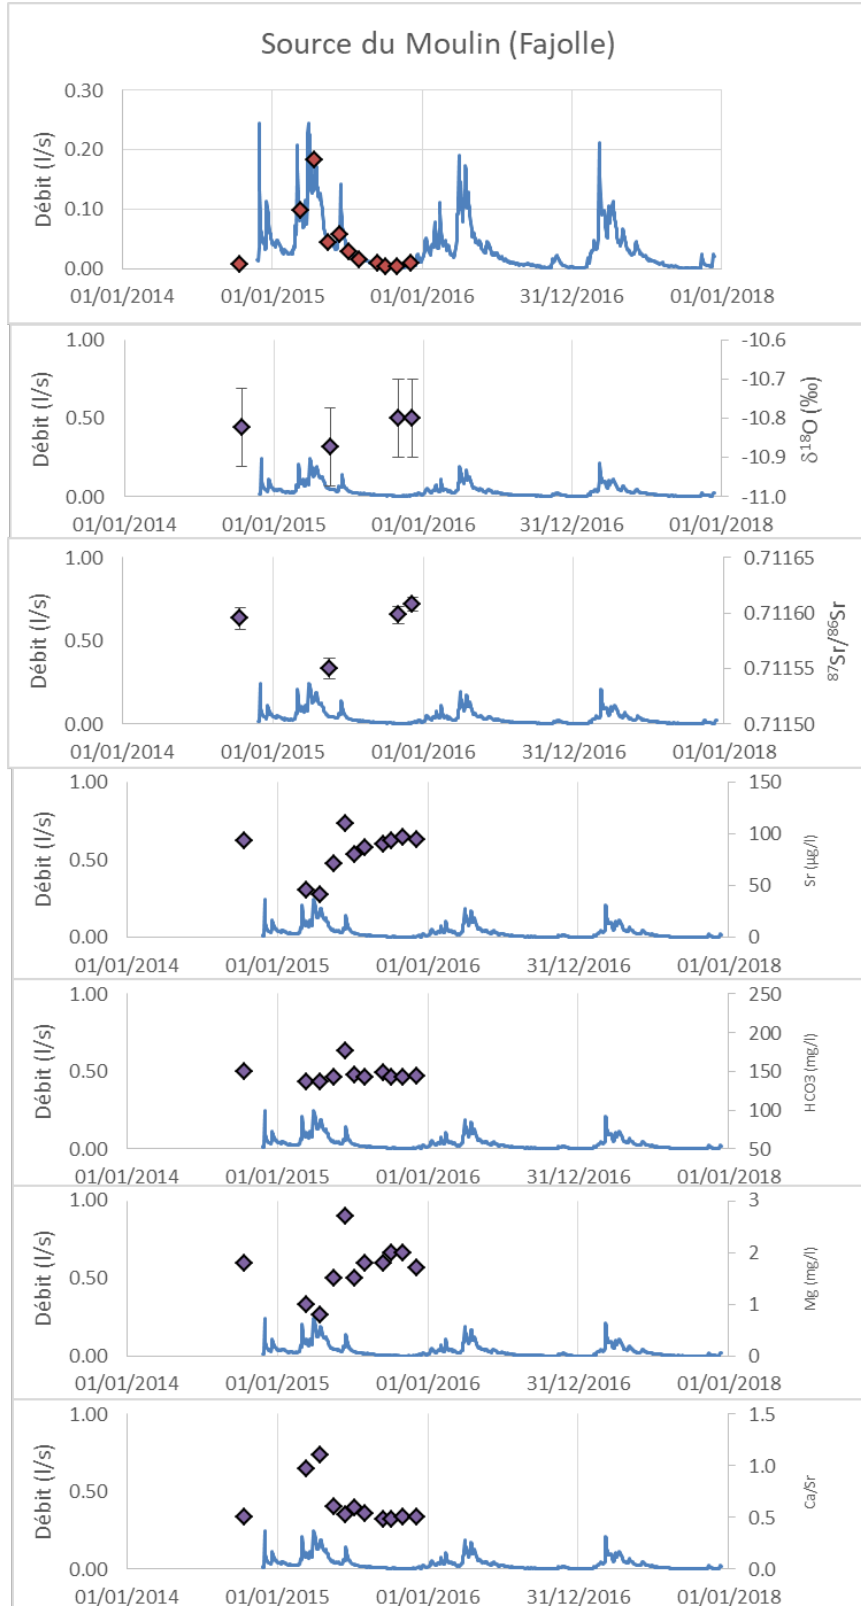 Source du Moulin (Fajolle)
Débit (l/s)
0.30
0.20
0.10
0.00
01/01/2014 01/01/2015 01/01/2016 31/12/2016 01/01/2018
Débit (l/s)
1.00
0.50
0.00
-10.6
-10.7
-10.8
-10.9
-11.0
δ¹⁸O (‰)
01/01/2014 01/01/2015 01/01/2016 31/12/2016 01/01/2018
Débit (l/s)
1.00
0.50
0.00
0.71165
0.71160
0.71155
0.71150
⁸⁷Sr/⁸⁶Sr
01/01/2014 01/01/2015 01/01/2016 31/12/2016 01/01/2018
Débit (l/s)
1.00
0.50
0.00
150
100
50
0
Sr (µg/l)
01/01/2014 01/01/2015 01/01/2016 31/12/2016 01/01/2018
Débit (l/s)
1.00
0.50
0.00
250
200
150
100
50
HCO3 (mg/l)
01/01/2014 01/01/2015 01/01/2016 31/12/2016 01/01/2018
Débit (l/s)
1.00
0.50
0.00
3
2
1
0
Mg (mg/l)
01/01/2014 01/01/2015 01/01/2016 31/12/2016 01/01/2018
Débit (l/s)
1.00
0.50
0.00
1.5
1.0
0.5
0.0
Ca/Sr
01/01/2014 01/01/2015 01/01/2016 31/12/2016 01/01/2018